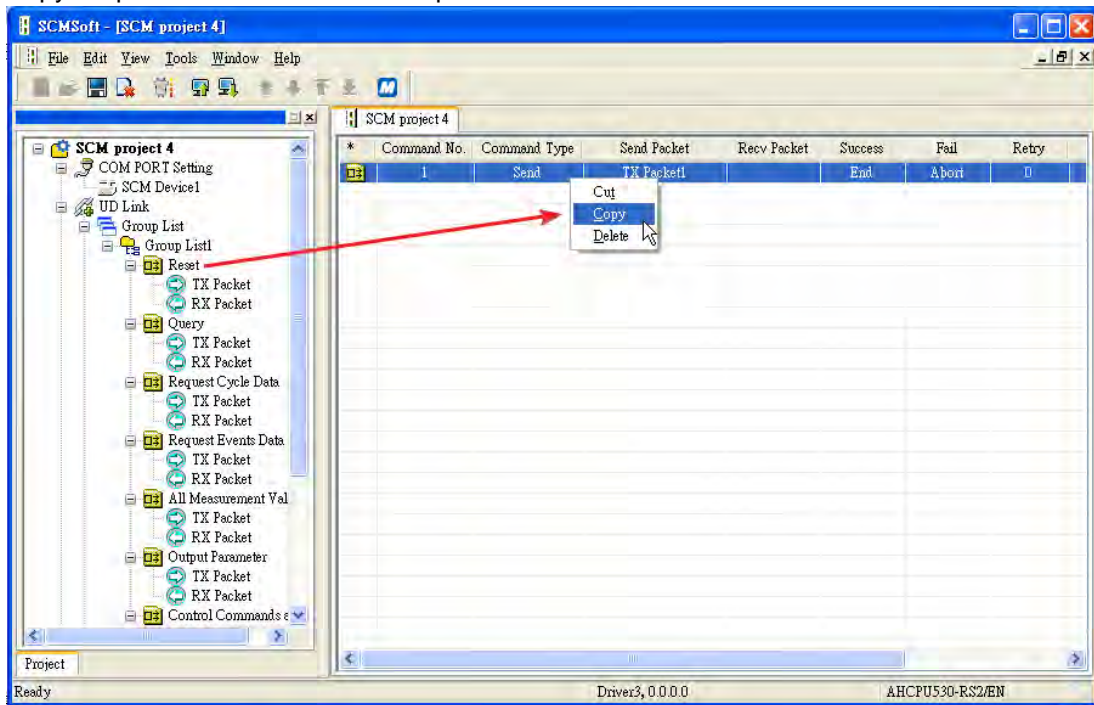 SCMSoft - [SCM project 4]
File Edit View Tools Window Help
SCM project 4
SCM project 4
COM PORT Setting
SCM Device1
UD Link
Group List
Group List1
Reset
TX Packet
RX Packet
Query
TX Packet
RX Packet
Request Cycle Data
TX Packet
RX Packet
Request Events Data
TX Packet
RX Packet
All Measurement Val
TX Packet
RX Packet
Output Parameter
TX Packet
RX Packet
Control Commands
Project
* Command No. Command Type Send Packet Recv Packet Success Fail Retry
1 Send TX Packet1 End Abort 0
Cut
Copy
Delete
Ready Driver3, 0.0.0.0 AHCPU530-RS2/EN